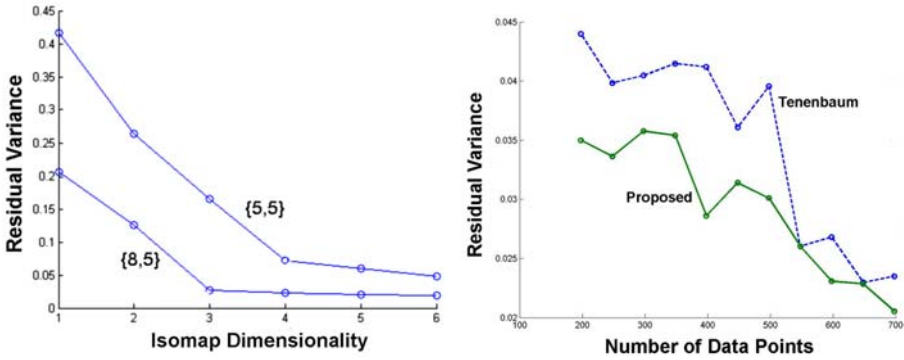 Residual Variance
0.45
0.4
0.35
0.3
0.25
0.2
0.15
0.1
0.05
0
{5,5}
{8,5}
1 2 3 4 5 6
Isomap Dimensionality
Residual Variance
0.045
0.04
0.035
0.03
0.025
0.02
Tenenbaum
Proposed
100 200 300 400 500 600 700
Number of Data Points